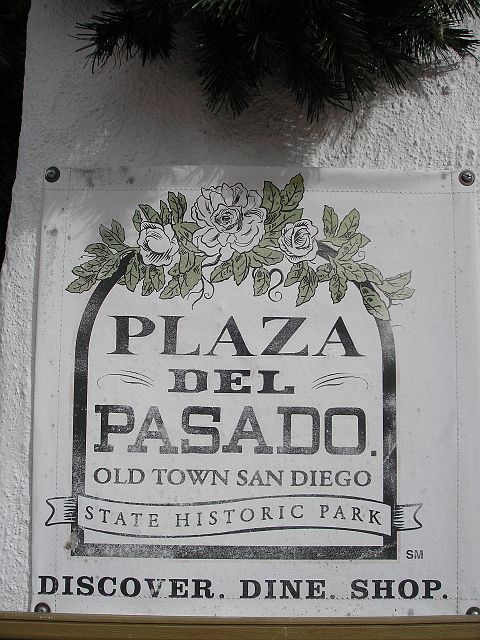 PLAZA
DEL
PASADO.
OLD TOWN SAN DIEGO
STATE HISTORIC PARK
SM
DISCOVER. DINE. SHOP.